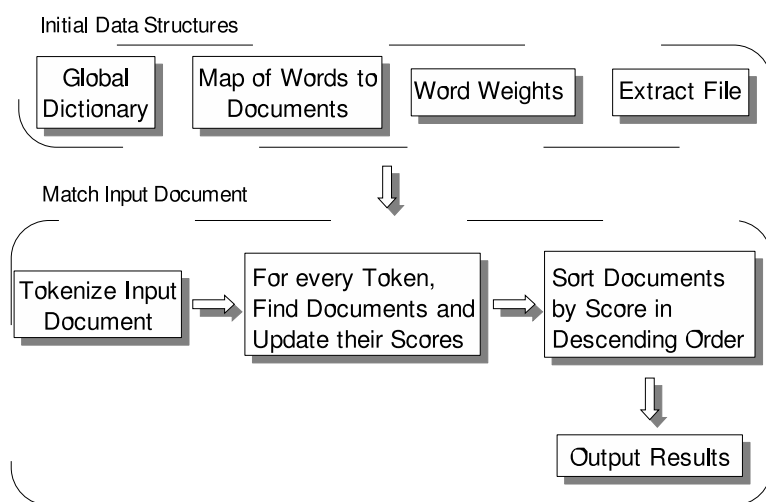 Initial Data Structures
Global
Dictionary
Map of Words to
Documents
Word Weights
Extract File
Match Input Document
Tokenize Input
Document
For every Token,
Find Documents and
Update their Scores
Sort Documents
by Score in
Descending Order
Output Results